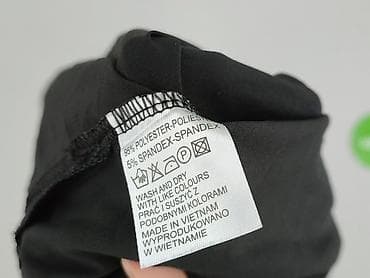 95% POLYESTER-POLIES
5% SPANDEX-SPANDEX
WASH AND DRY
WITH LIKE COLOURS
PRAĆ I SUSZYĆ Z
PODOBNYMI KOLORAMI
MADE IN VIETNAM
WYPRODUKOWANO
W WIETNAMIE